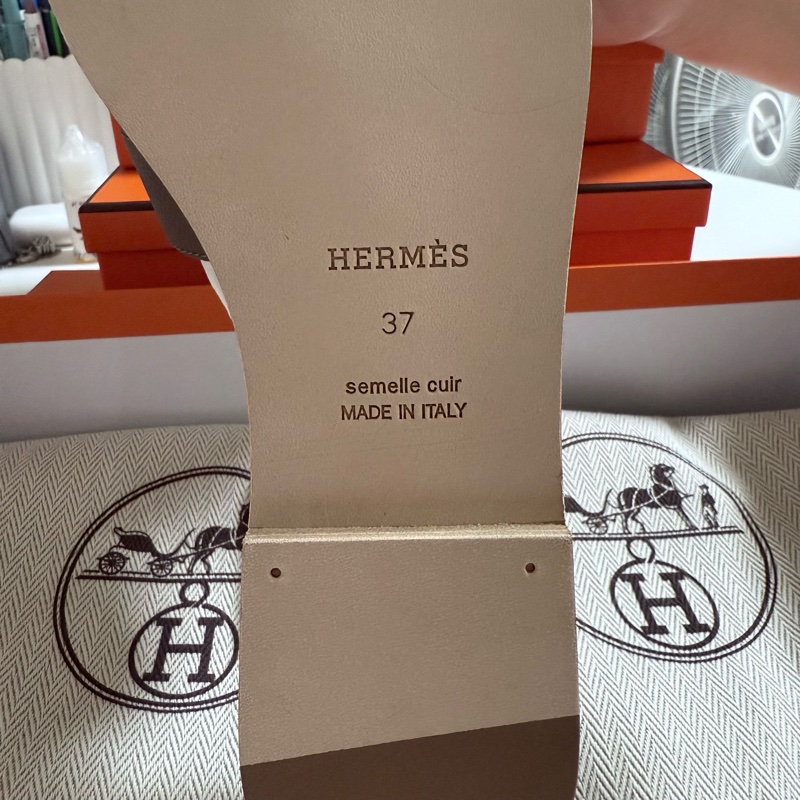 HERMÈS
37
semelle cuir
MADE IN ITALY
H
H